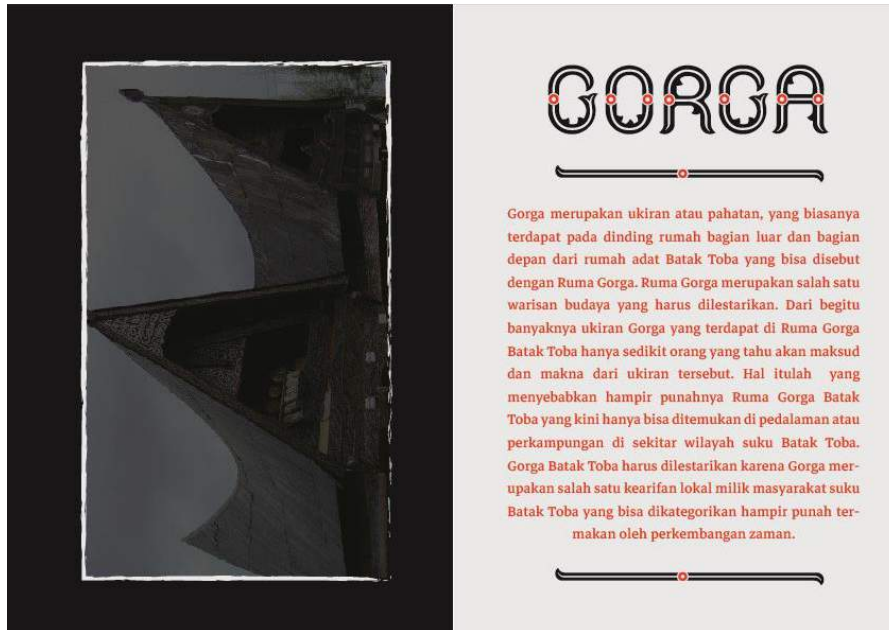 GORGA
Gorga merupakan ukiran atau pahatan, yang biasanya
terdapat pada dinding rumah bagian luar dan bagian
depan dari rumah adat Batak Toba yang bisa disebut
dengan Ruma Gorga. Ruma Gorga merupakan salah satu
warisan budaya yang harus dilestarikan. Dari begitu
banyaknya ukiran Gorga yang terdapat di Ruma Gorga
Batak Toba hanya sedikit orang yang tahu akan maksud
dan makna dari ukiran tersebut. Hal itulah yang
menyebabkan hampir punahnya Ruma Gorga Batak
Toba yang kini hanya bisa ditemukan di pedalaman atau
perkampungan di sekitar wilayah suku Batak Toba.
Gorga Batak Toba harus dilestarikan karena Gorga mer-
upakan salah satu kearifan lokal milik masyarakat suku
Batak Toba yang bisa dikategorikan hampir punah ter-
makan oleh perkembangan zaman.